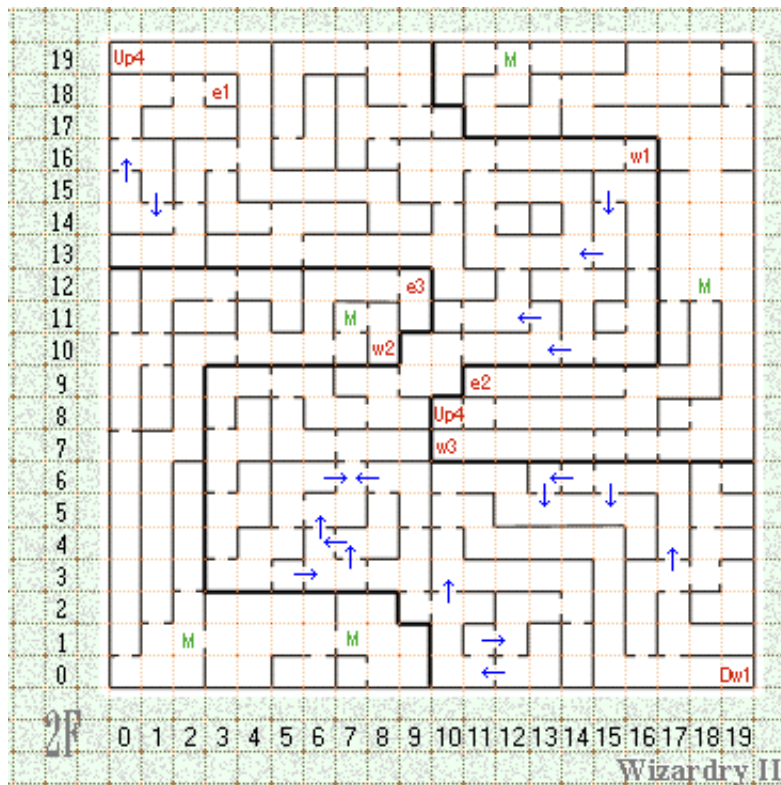 19 Up4 M
18 e1
17
16 w1
15
14
13
12 e3 M
11 M
10 w2
9 e2
8 Up4
7 w3
6
5
4
3
2
1 M M
0 Dw1
2F 0 1 2 3 4 5 6 7 8 9 10 11 12 13 14 15 16 17 18 19
Wizardry II